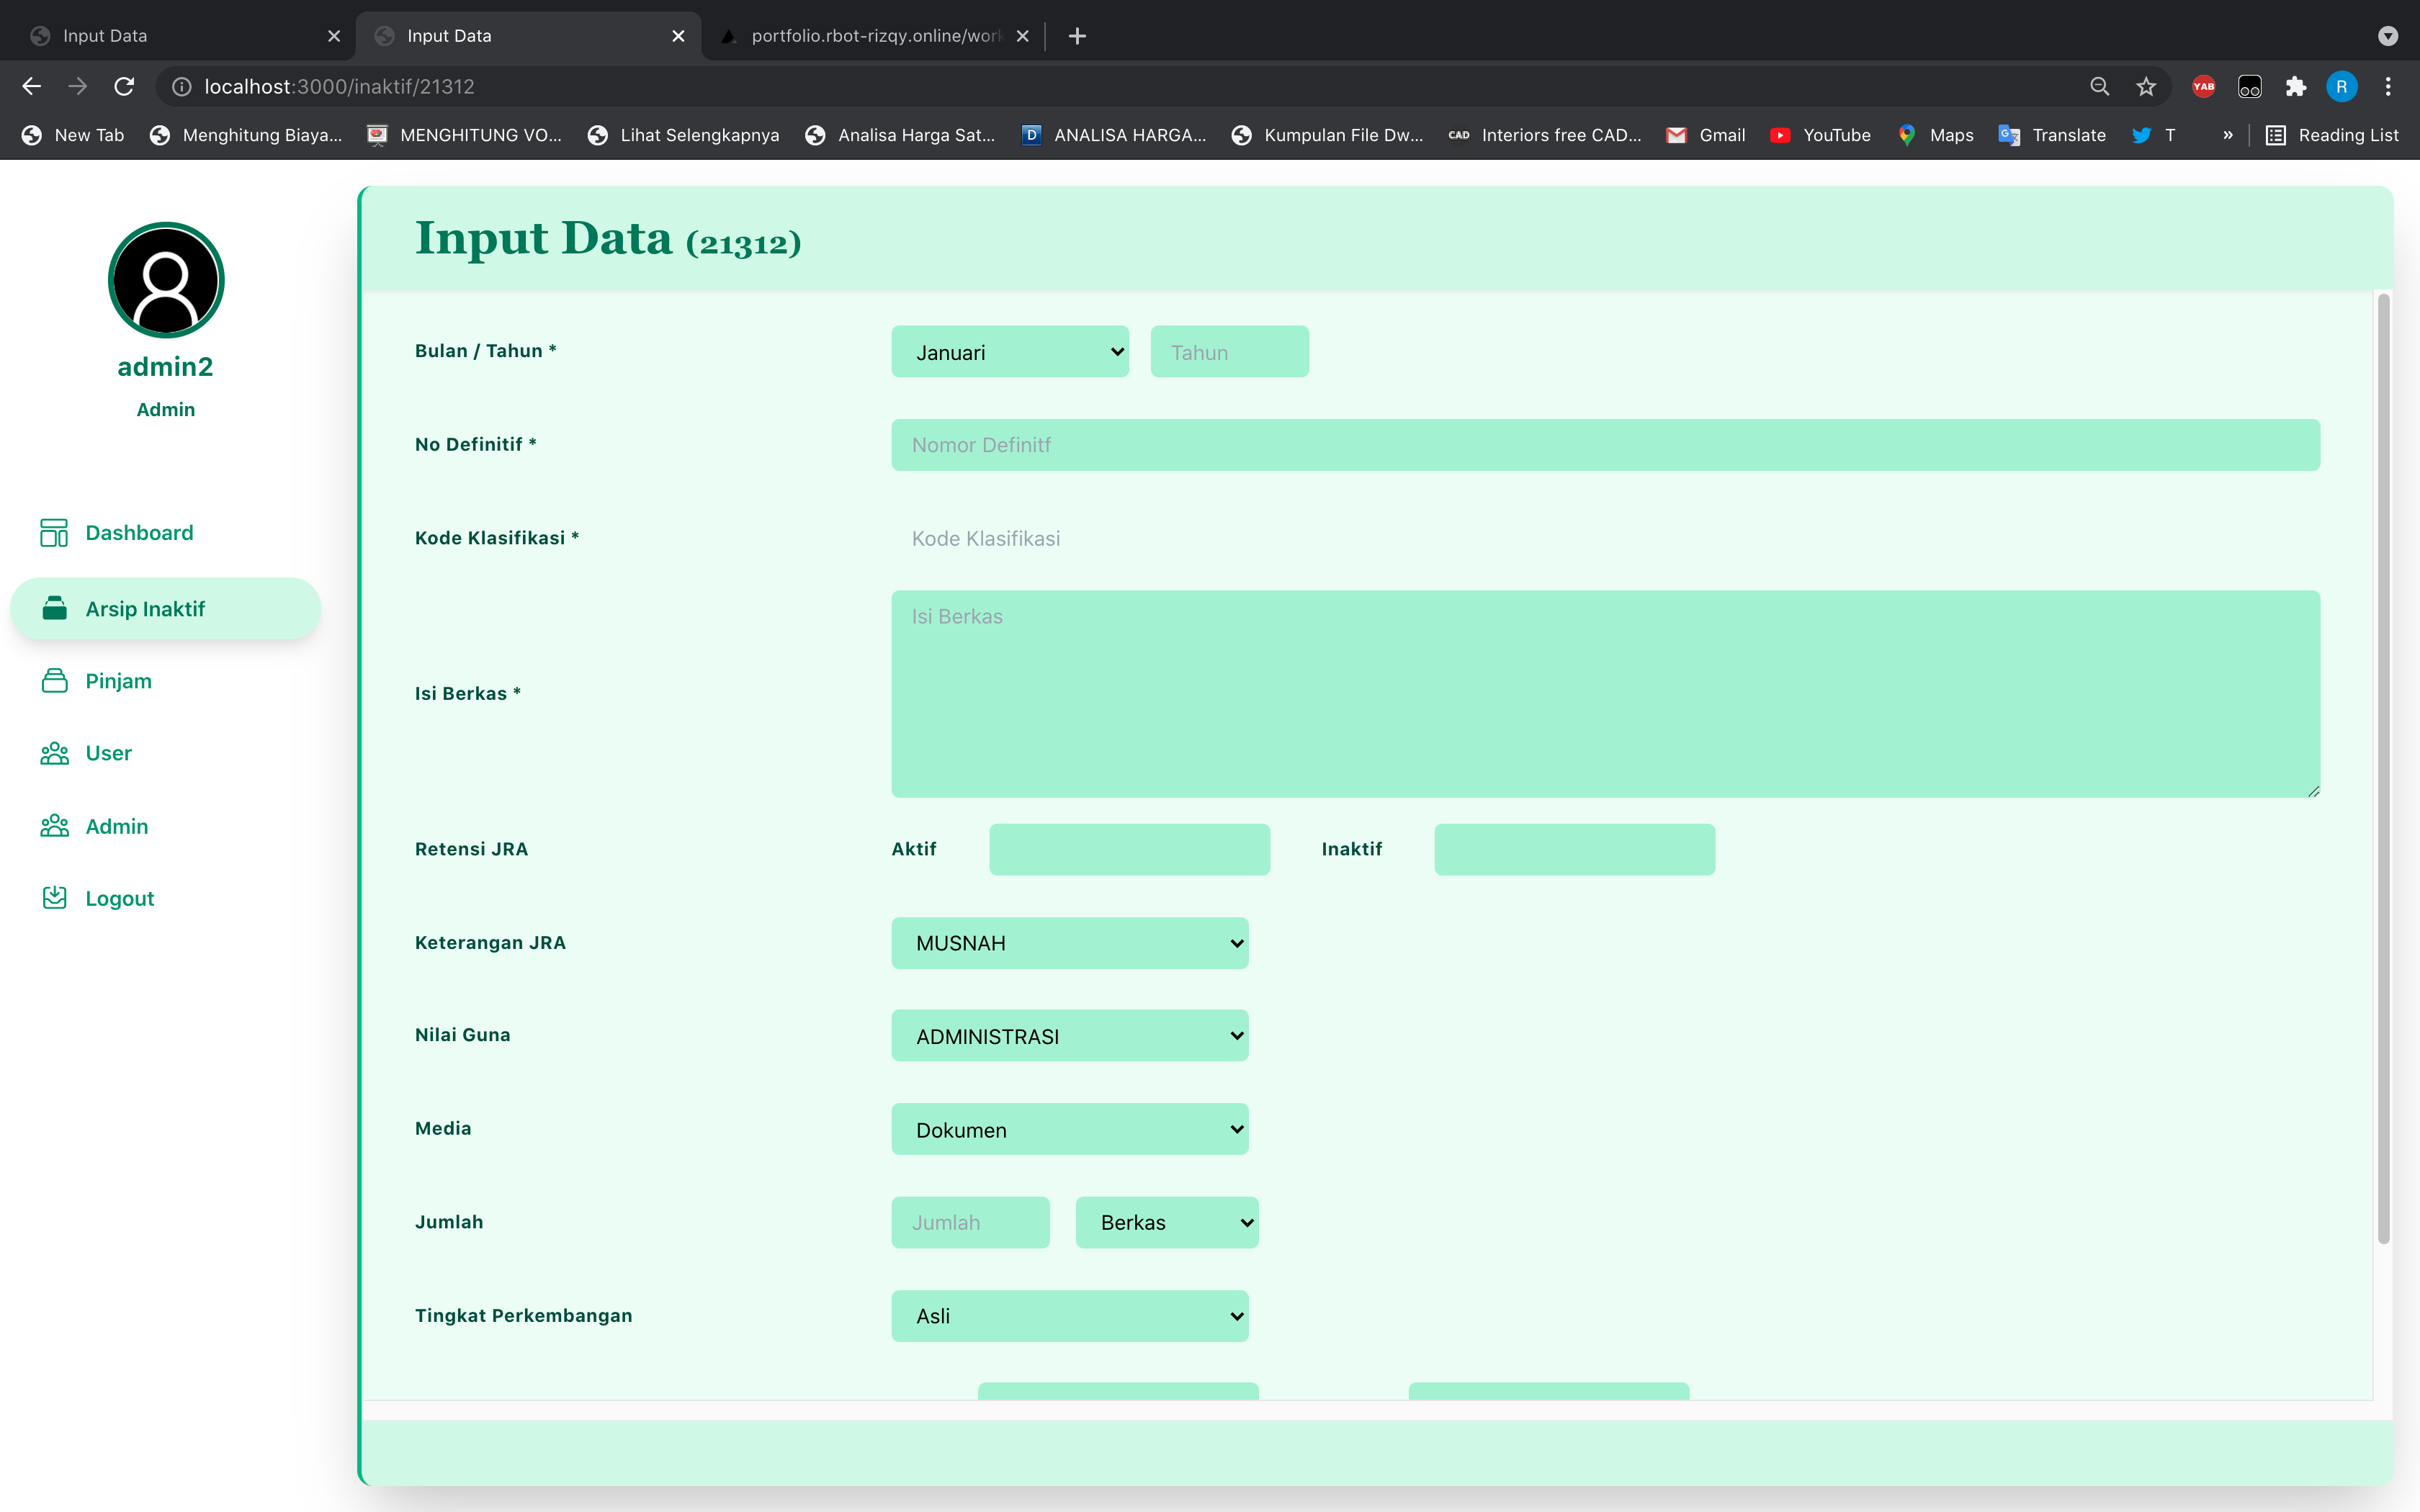 Input Data
Input Data
portfolio.rbot-rizqy.online/work
localhost:3000/inaktif/21312
YAB
R
New Tab
Menghitung Biaya...
MENGHITUNG VO...
Lihat Selengkapnya
Analisa Harga Sat...
D
ANALISA HARGA...
Kumpulan File Dw...
CAD
Interiors free CAD...
Gmail
YouTube
Maps
Translate
T
»
Reading List
admin2
Admin
Dashboard
Arsip Inaktif
Pinjam
User
Admin
Logout
Input Data (21312)
Bulan / Tahun * Januari Tahun
No Definitif * Nomor Definitf
Kode Klasifikasi * Kode Klasifikasi
Isi Berkas * Isi Berkas
Retensi JRA Aktif Inaktif
Keterangan JRA MUSNAH
Nilai Guna ADMINISTRASI
Media Dokumen
Jumlah Jumlah Berkas
Tingkat Perkembangan Asli